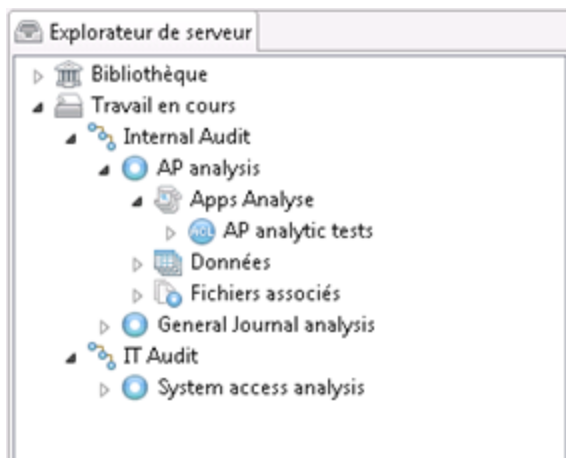 Explorateur de serveur
Bibliothèque
Travail en cours
Internal Audit
AP analysis
Apps Analyse
ACL AP analytic tests
Données
Fichiers associés
General Journal analysis
IT Audit
System access analysis